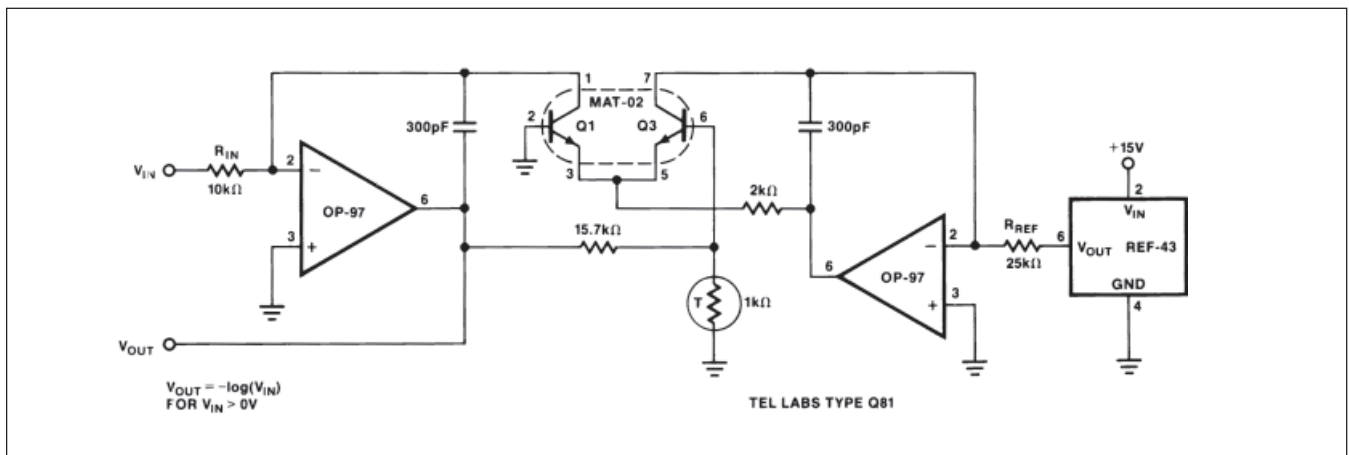 +15V
1
7
MAT-02
2
Q1
Q3
6
3
5
300pF
300pF
V_IN
R_IN
10kΩ
2
−
OP-97
3
+
6
15.7kΩ
2kΩ
T
1kΩ
6
OP-97
−
2
+
3
R_REF
25kΩ
2
V_IN
6
V_OUT
REF-43
GND
4
V_OUT
V_OUT = −log(V_IN)
FOR V_IN > 0V
TEL LABS TYPE Q81